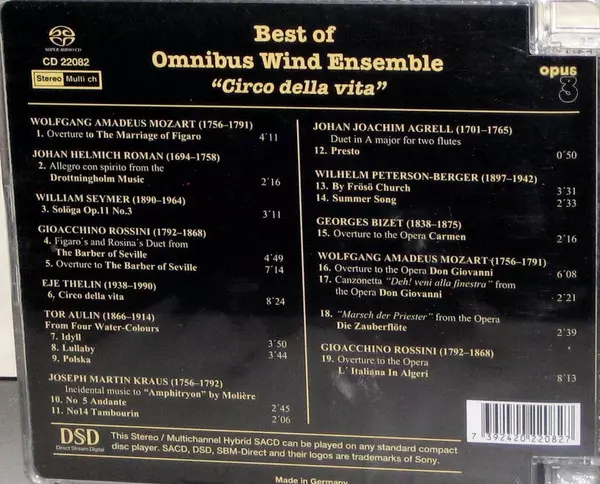 SUPER AUDIO CD
CD 22082
Stereo Multi ch
Best of
Omnibus Wind Ensemble
"Circo della vita"
opus
3
WOLFGANG AMADEUS MOZART (1756–1791)
1. Overture to The Marriage of Figaro 4´11
JOHAN HELMICH ROMAN (1694–1758)
2. Allegro con spirito from the
Drottningholm Music 2´16
WILLIAM SEYMER (1890–1964)
3. Solöga Op.11 No.3 3´11
GIOACCHINO ROSSINI (1792–1868)
4. Figaro´s and Rosina´s Duet from
The Barber of Seville 4´49
5. Overture to The Barber of Seville 7´14
EJE THELIN (1938–1990)
6, Circo della vita 8´24
TOR AULIN (1866–1914)
From Four Water-Colours
7. Idyll
8. Lullaby 3´50
9. Polska 3´44
JOSEPH MARTIN KRAUS (1756–1792)
Incidental music to "Amphitryon" by Molière
10. No 5 Andante 2´45
11. No14 Tambourin 2´06
JOHAN JOACHIM AGRELL (1701–1765)
Duet in A major for two flutes
12. Presto 0´50
WILHELM PETERSON-BERGER (1897–1942)
13. By Frösö Church 3´31
14. Summer Song 2´33
GEORGES BIZET (1838–1875)
15. Overture to the Opera Carmen 2´16
WOLFGANG AMADEUS MOZART (1756–1791)
16. Overture to the Opera Don Giovanni 6´08
17. Canzonetta "Deh! veni alla finestra" from
the Opera Don Giovanni 2´21
18. "Marsch der Priester" from the Opera
Die Zauberflöte 2´39
GIOACCHINO ROSSINI (1792–1868)
19. Overture to the Opera
L´ Italiana In Algeri 8´13
DSD
Direct Stream Digital
This Stereo / Multichannel Hybrid SACD can be played on any standard compact
disc player. SACD, DSD, SBM-Direct and their logos are trademarks of Sony.
7 392420 220827
Made in Germany